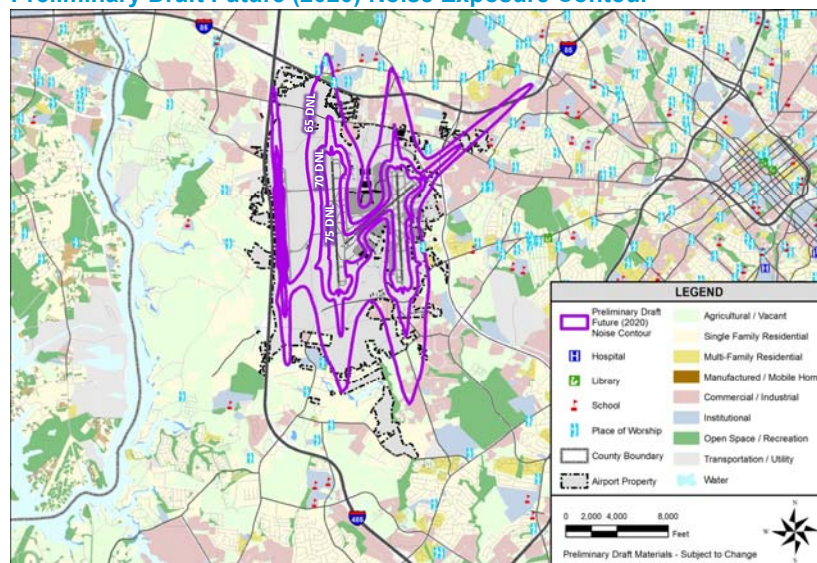 Preliminary Draft Future (2020) Noise Exposure Contour
85
85
65 DNL
70 DNL
75 DNL
485
LEGEND
Preliminary Draft
Future (2020)
Noise Contour
Hospital
Library
School
Place of Worship
County Boundary
Airport Property
Agricultural / Vacant
Single Family Residential
Multi-Family Residential
Manufactured / Mobile Hom
Commercial / Industrial
Institutional
Open Space / Recreation
Transportation / Utility
Water
0 2,000 4,000 8,000
Feet
N
W E
S
Preliminary Draft Materials - Subject to Change